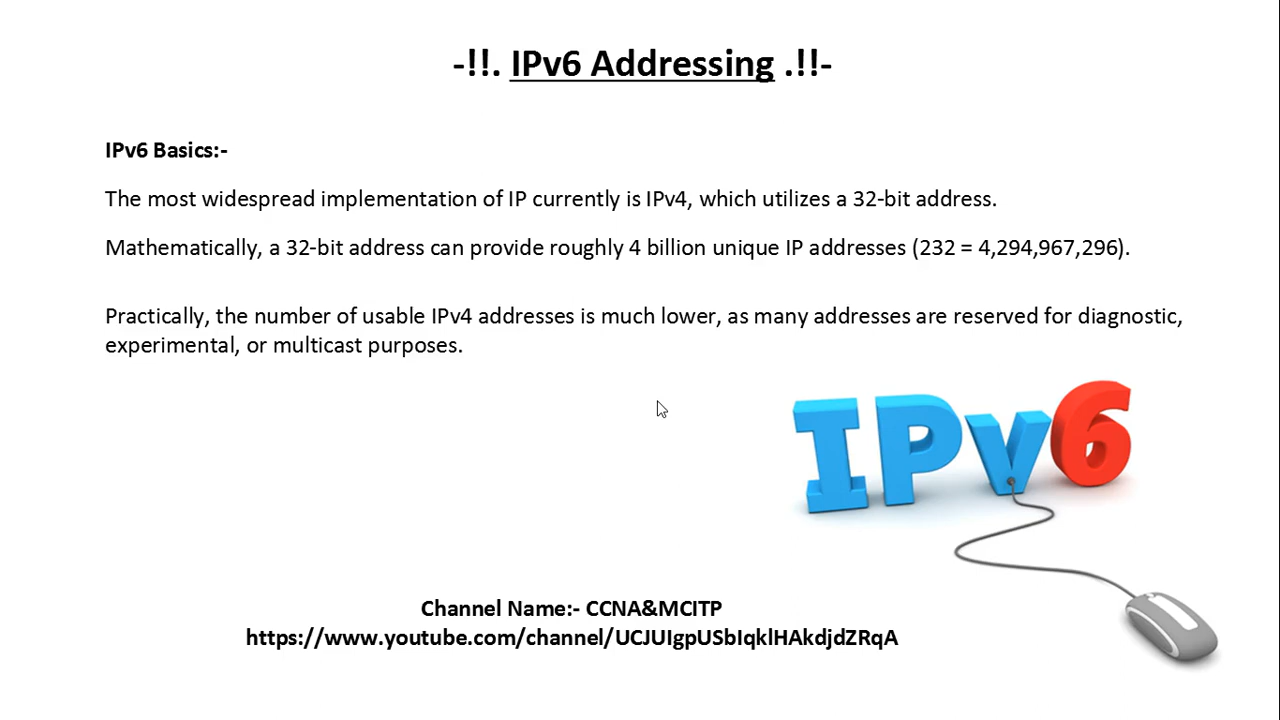 -!!. IPv6 Addressing .!!-
IPv6 Basics:-
The most widespread implementation of IP currently is IPv4, which utilizes a 32-bit address.
Mathematically, a 32-bit address can provide roughly 4 billion unique IP addresses (232 = 4,294,967,296).
Practically, the number of usable IPv4 addresses is much lower, as many addresses are reserved for diagnostic,
experimental, or multicast purposes.
IPv6
Channel Name:- CCNA&MCITP
https://www.youtube.com/channel/UCJUIgpUSbIqklHAkdjdZRqA